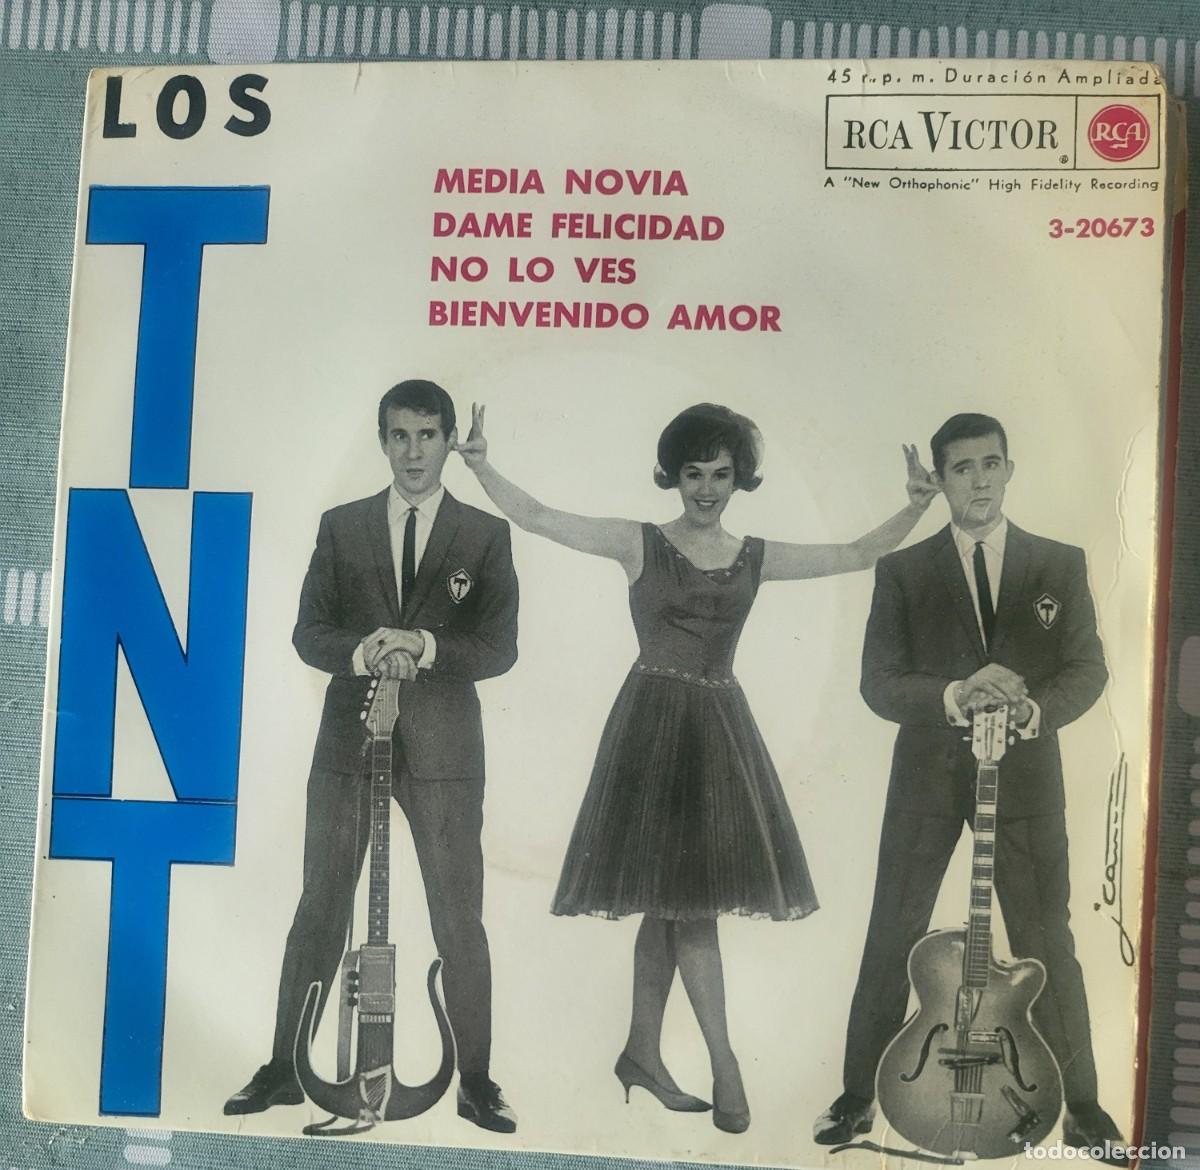 LOS
TNT
45 r.p.m. Duración Ampliada
RCA VICTOR
RCA
A "New Orthophonic" High Fidelity Recording
3-20673
MEDIA NOVIA
DAME FELICIDAD
NO LO VES
BIENVENIDO AMOR
T
T
todocoleccion